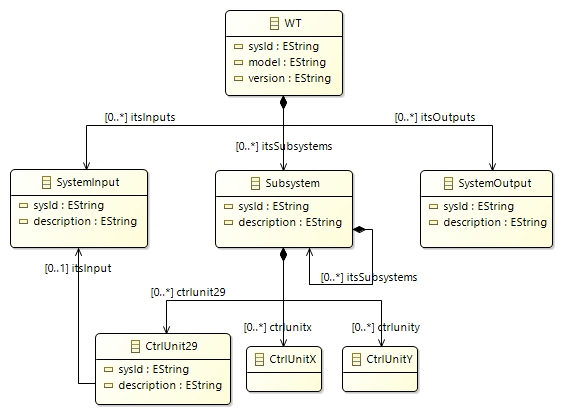 WT
sysId : EString
model : EString
version : EString
[0..*] itsInputs
[0..*] itsOutputs
[0..*] itsSubsystems
SystemInput
sysId : EString
description : EString
Subsystem
sysId : EString
description : EString
SystemOutput
sysId : EString
description : EString
[0..1] itsInput
[0..*] itsSubsystems
[0..*] ctrlunit29
[0..*] ctrlunitx
[0..*] ctrlunity
CtrlUnit29
sysId : EString
description : EString
CtrlUnitX
CtrlUnitY